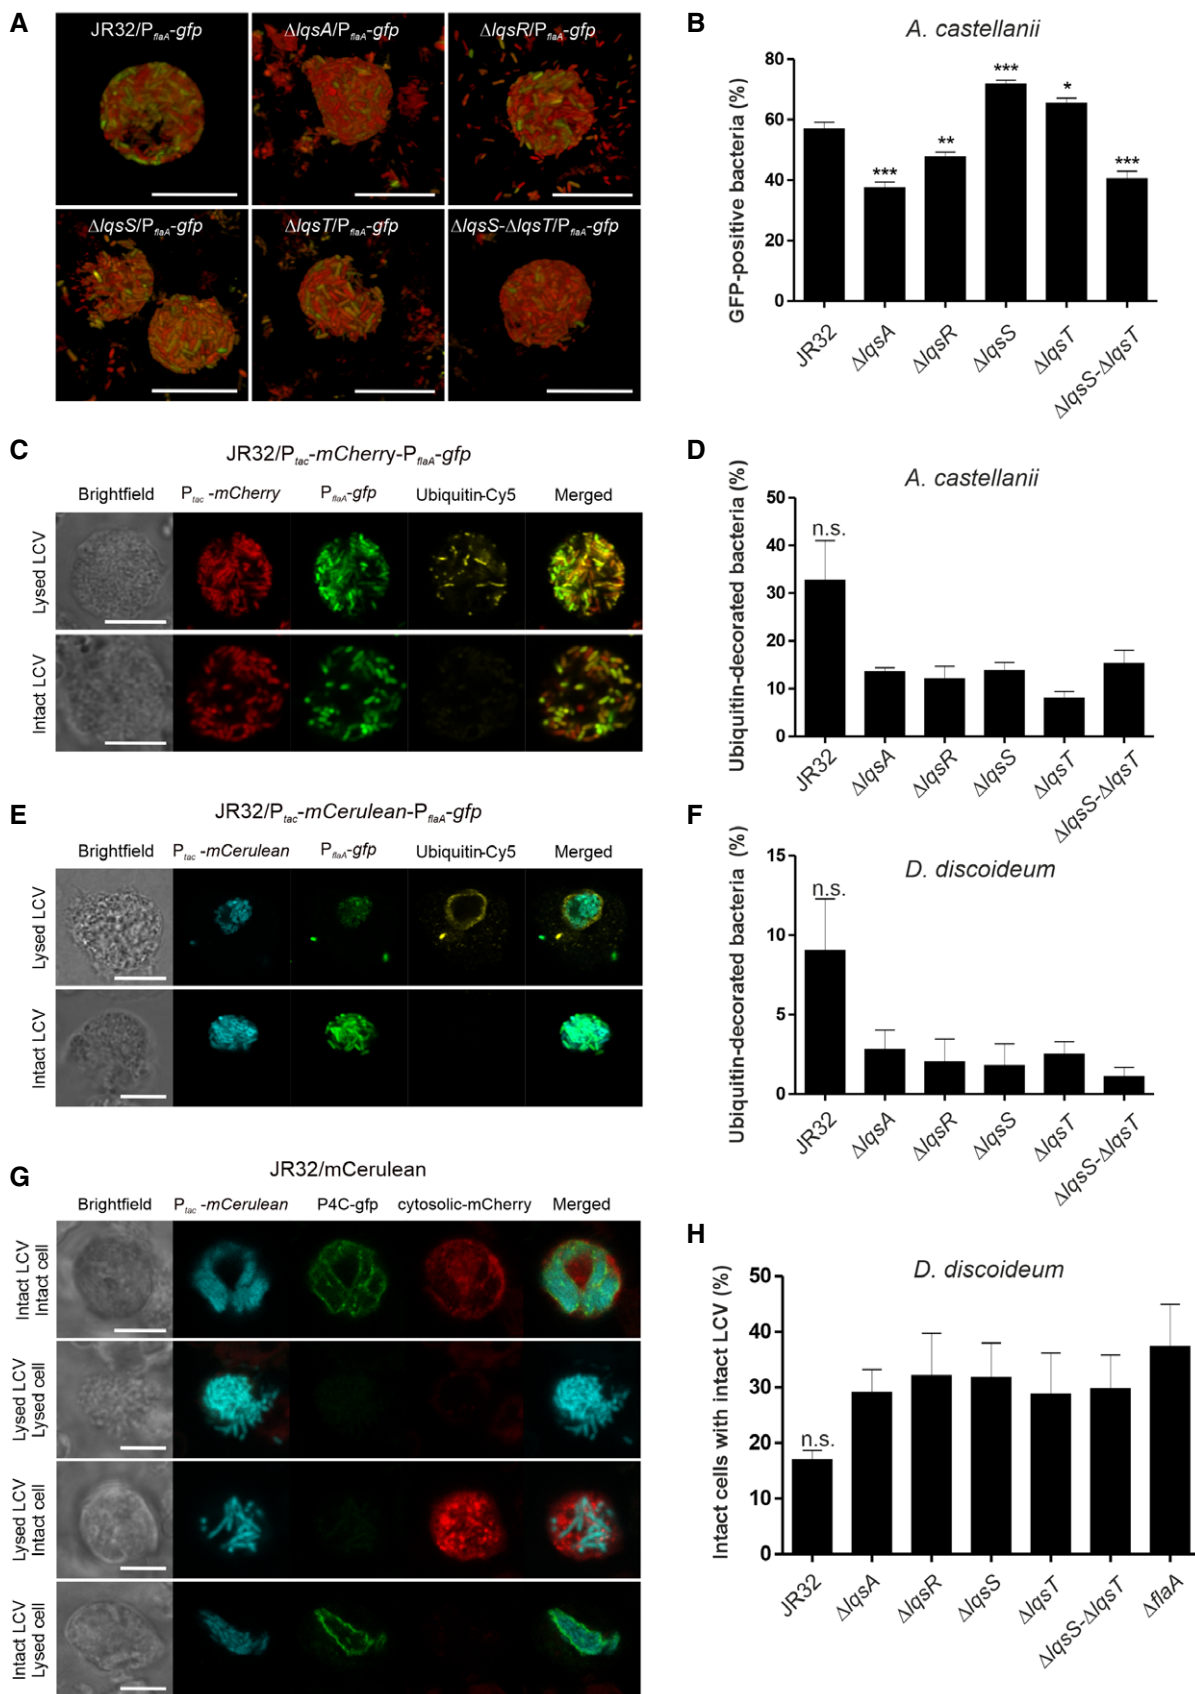 A
JR32/PflaA-gfp
ΔlqsA/PflaA-gfp
ΔlqsR/PflaA-gfp
ΔlqsS/PflaA-gfp
ΔlqsT/PflaA-gfp
ΔlqsS-ΔlqsT/PflaA-gfp
B
A. castellanii
GFP-positive bacteria (%)
80
60
40
20
0
***
**
***
*
***
JR32
ΔlqsA
ΔlqsR
ΔlqsS
ΔlqsT
ΔlqsS-ΔlqsT
C
JR32/Ptac-mCherry-PflaA-gfp
Brightfield
Ptac -mCherry
PflaA-gfp
Ubiquitin-Cy5
Merged
Lysed LCV
Intact LCV
D
A. castellanii
Ubiquitin-decorated bacteria (%)
50
40
30
20
10
0
n.s.
JR32
ΔlqsA
ΔlqsR
ΔlqsS
ΔlqsT
ΔlqsS-ΔlqsT
E
JR32/Ptac-mCerulean-PflaA-gfp
Brightfield
Ptac -mCerulean
PflaA-gfp
Ubiquitin-Cy5
Merged
Lysed LCV
Intact LCV
F
D. discoideum
Ubiquitin-decorated bacteria (%)
15
10
5
0
n.s.
JR32
ΔlqsA
ΔlqsR
ΔlqsS
ΔlqsT
ΔlqsS-ΔlqsT
G
JR32/mCerulean
Brightfield
Ptac -mCerulean
P4C-gfp
cytosolic-mCherry
Merged
Intact LCV
Intact cell
Lysed LCV
Lysed cell
Lysed LCV
Intact cell
Intact LCV
Lysed cell
H
D. discoideum
Intact cells with intact LCV (%)
50
40
30
20
10
0
n.s.
JR32
ΔlqsA
ΔlqsR
ΔlqsS
ΔlqsT
ΔlqsS-ΔlqsT
ΔflaA